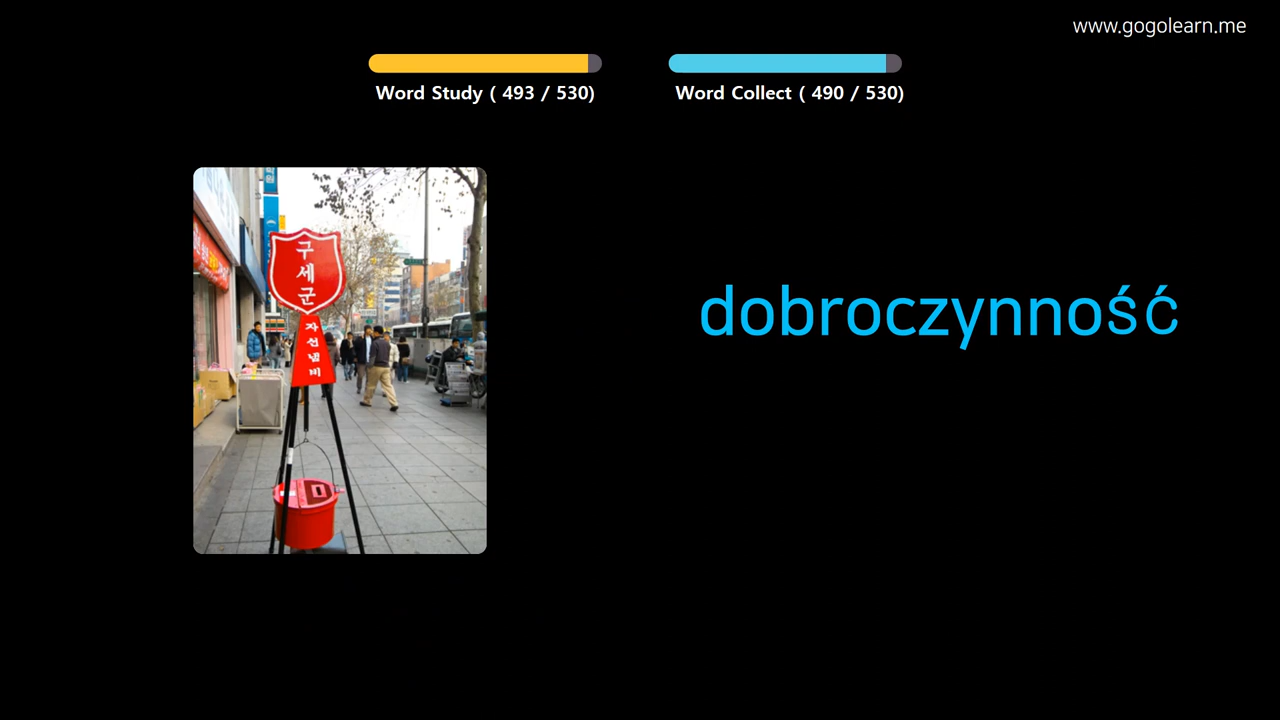 www.gogolearn.me
Word Study ( 493 / 530)
Word Collect ( 490 / 530)
구세군
자선냄비
dobroczynność